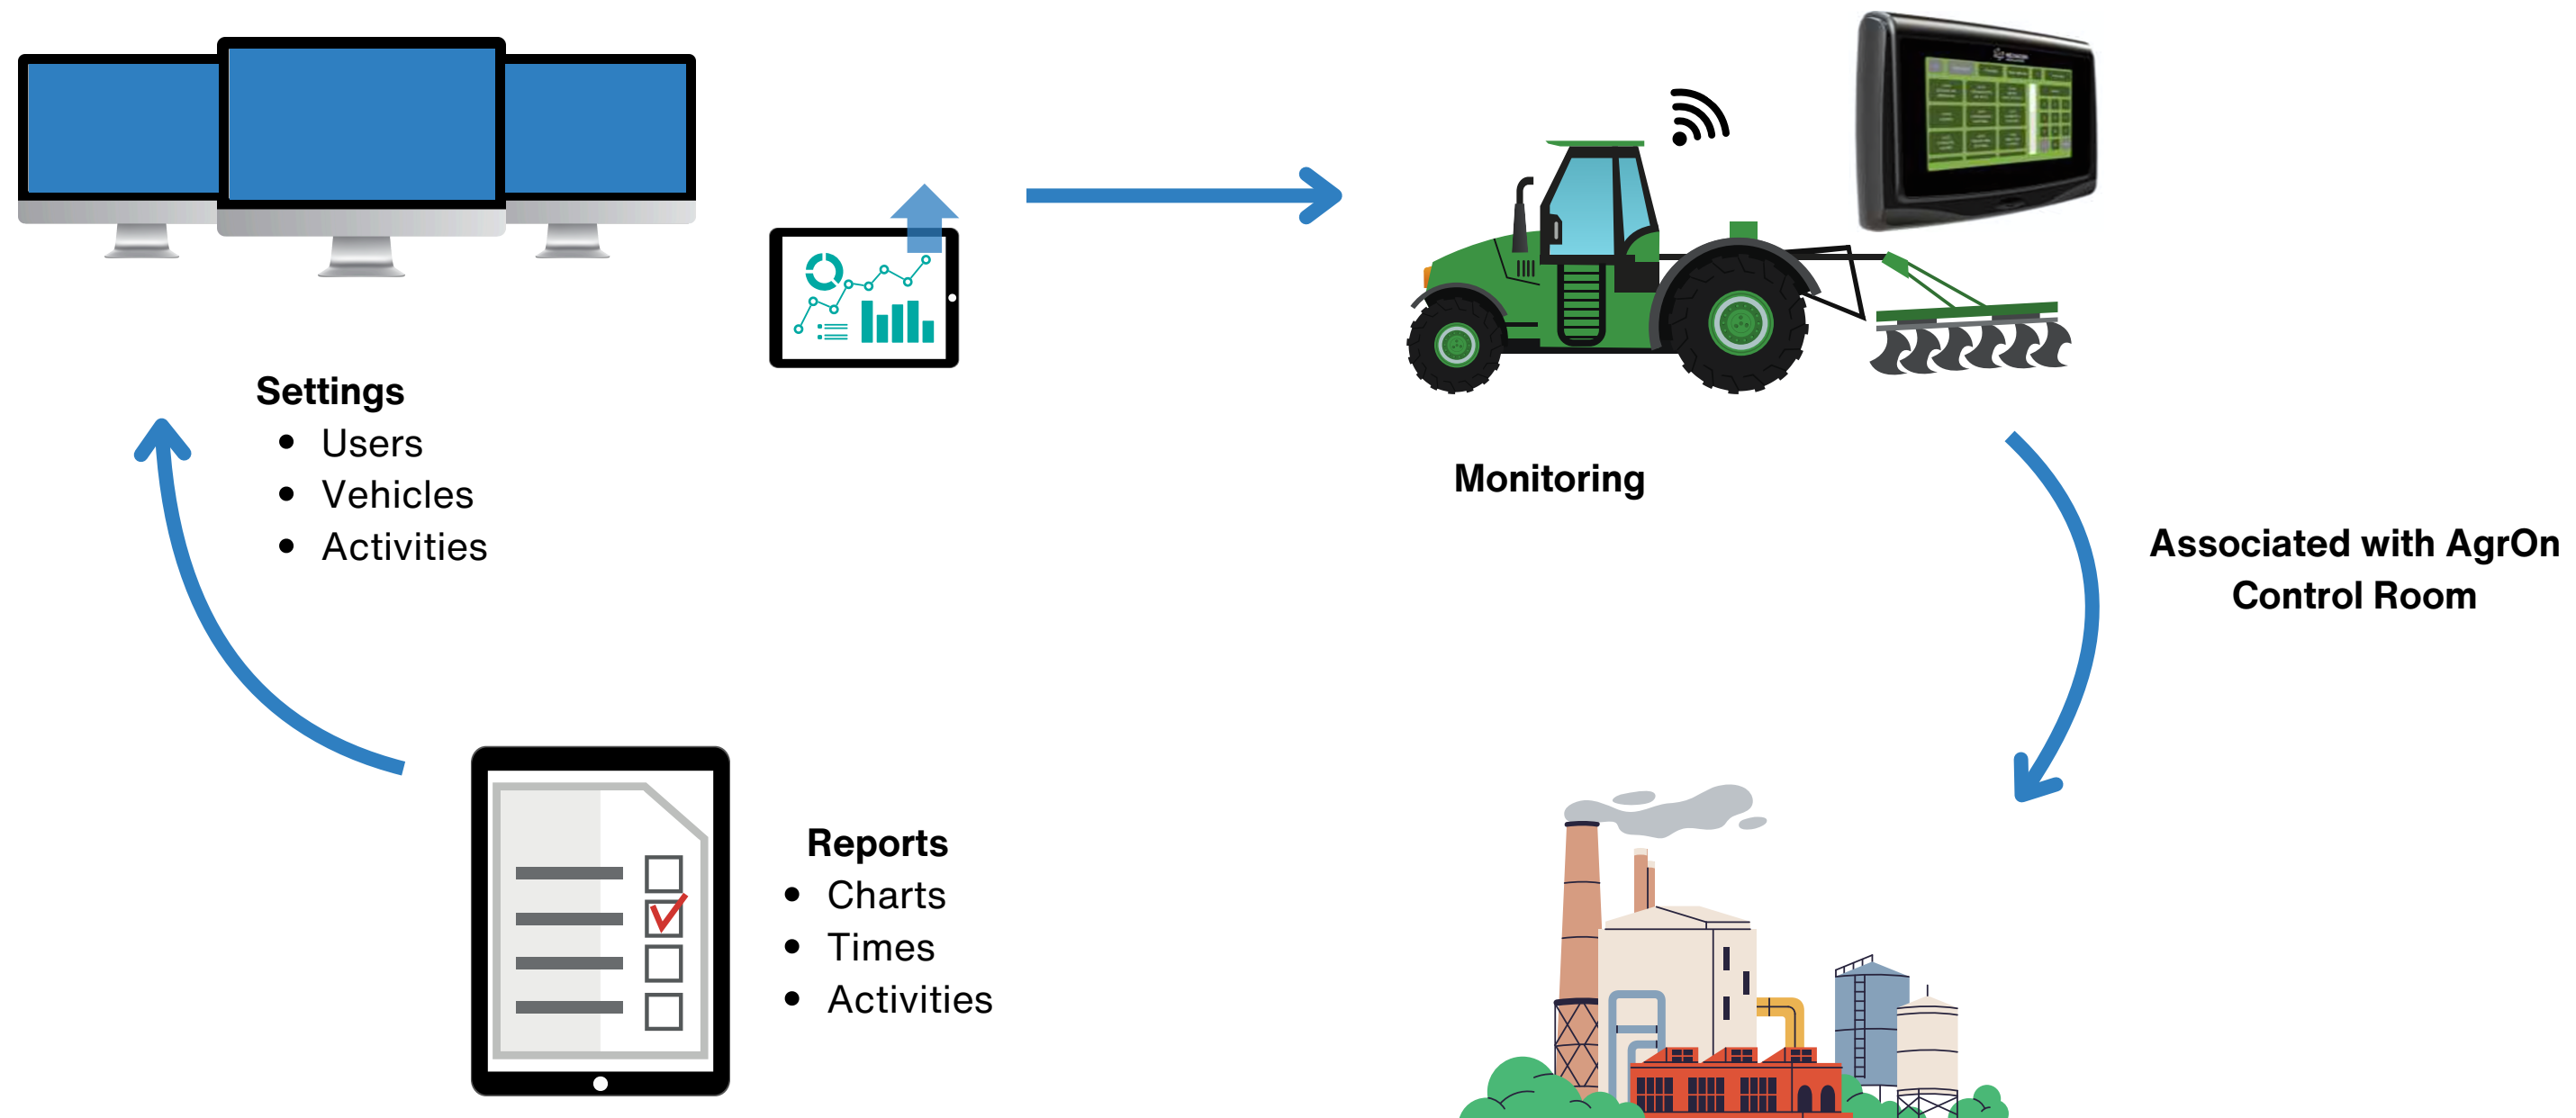 Settings
• Users
• Vehicles
• Activities
Monitoring
Associated with AgrOn
Control Room
Reports
• Charts
• Times
• Activities